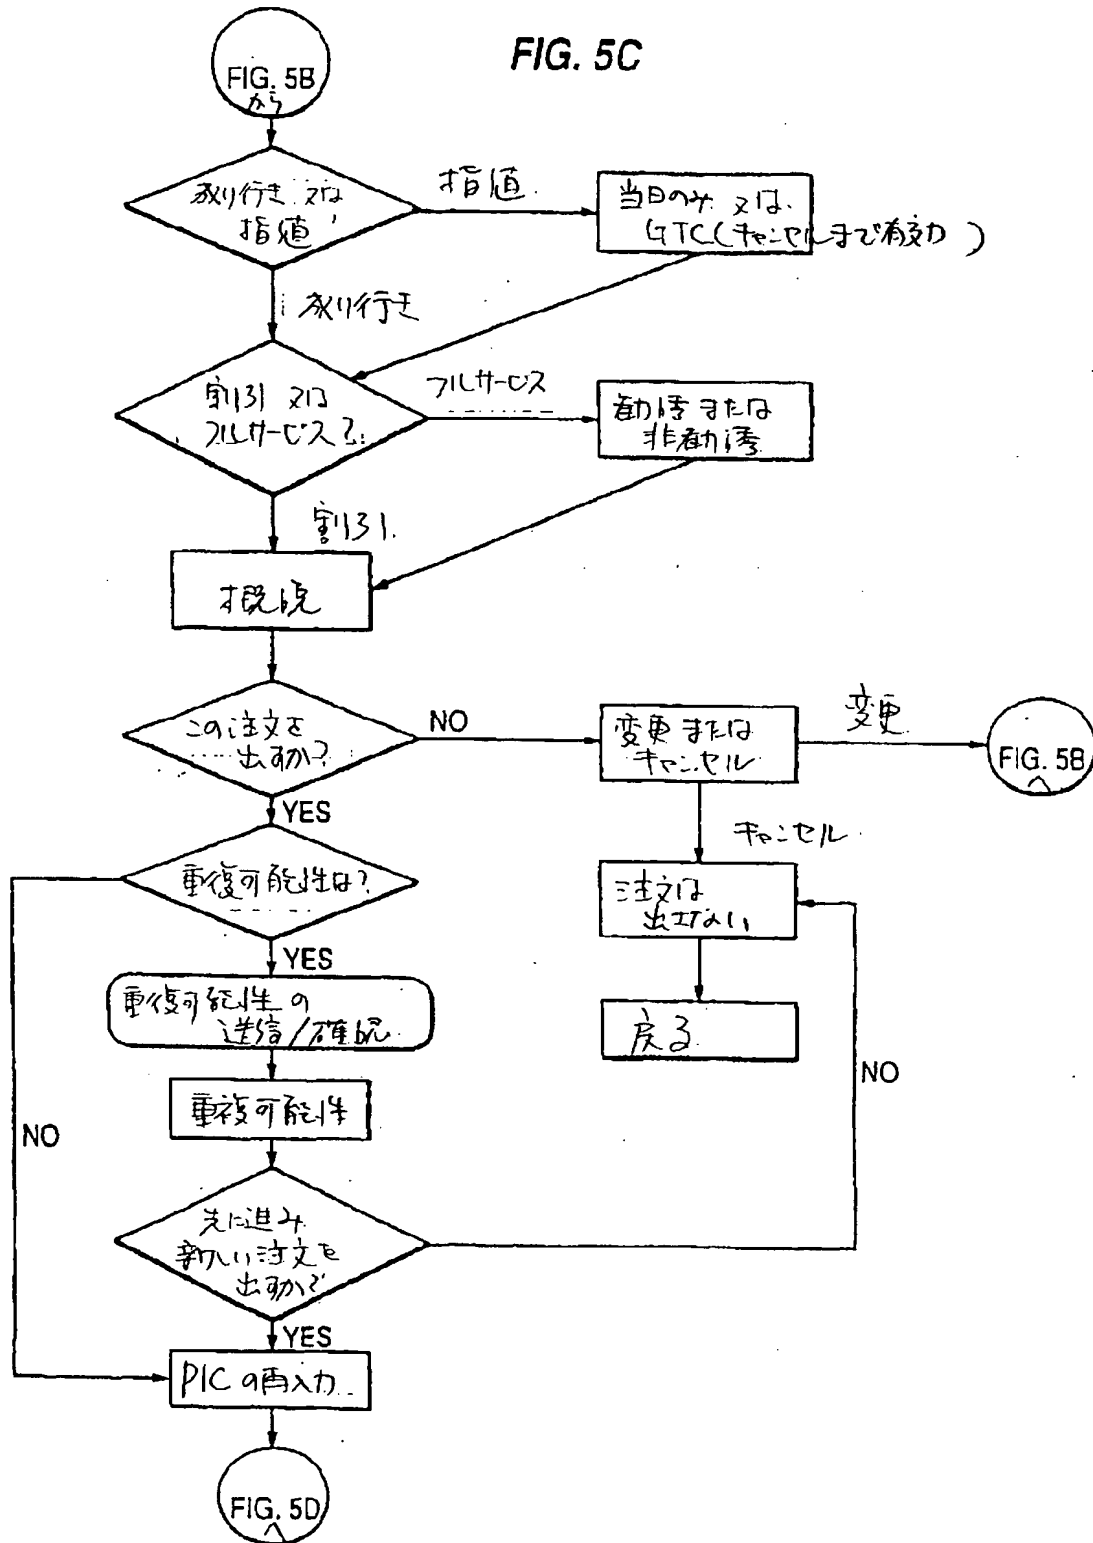 FIG. 5C
FIG. 5B
から
成り行き 又は
指値
指値
当日のみ 又は
GTC(キャンセルまで有効)
成り行き
割引 又は
フルサービス?
フルサービス
勧誘または
非勧誘
割引
概観
この注文を
出すか?
NO
変更または
キャンセル
変更
FIG. 5B
へ
YES
キャンセル
重複可能性は?
注文は
出さない
YES
重複可能性の
送信/確認
戻る
NO
NO
重複可能性
先に進み
新しい注文を
出すか?
YES
PICの再入力
FIG. 5D
へ